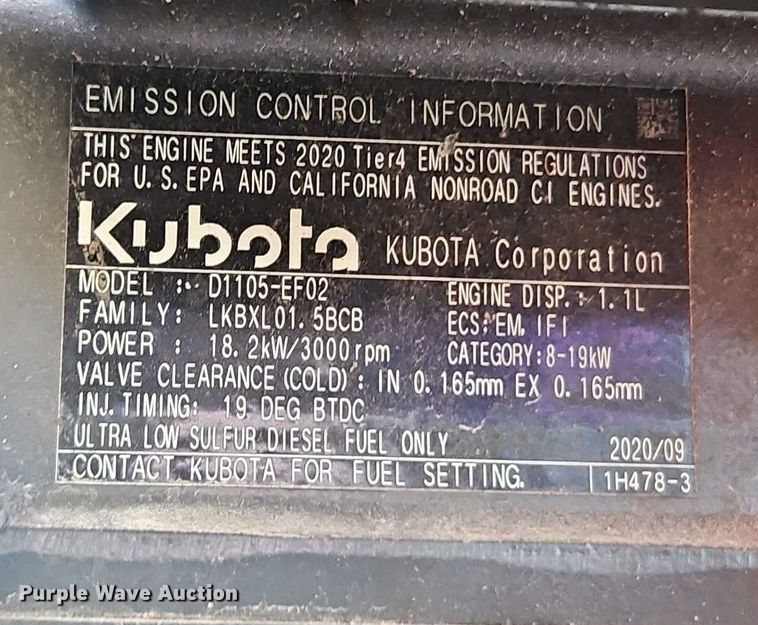 EMISSION CONTROL INFORMATION
THIS ENGINE MEETS 2020 Tier4 EMISSION REGULATIONS
FOR U.S.EPA AND CALIFORNIA NONROAD CI ENGINES.
Kubota KUBOTA Corporation
MODEL : D1105-EF02 ENGINE DISP.: 1.1L
FAMILY: LKBXL01.5BCB ECS:EM, IFI
POWER : 18.2kW/3000rpm CATEGORY:8-19kW
VALVE CLEARANCE(COLD): IN 0.165mm EX 0.165mm
INJ.TIMING: 19 DEG BTDC
ULTRA LOW SULFUR DIESEL FUEL ONLY 2020/09
CONTACT KUBOTA FOR FUEL SETTING. 1H478-3
Purple Wave Auction